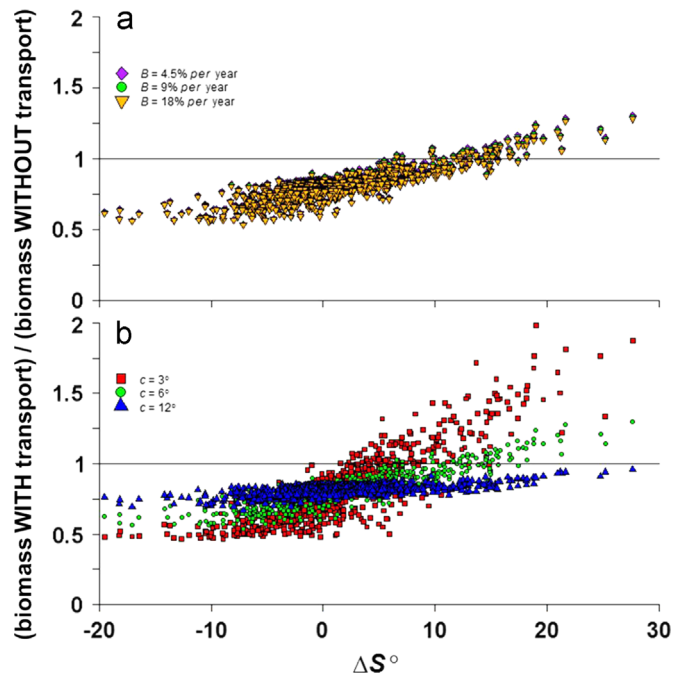 (biomass WITH transport) / (biomass WITHOUT transport)
a
2
1.5
1
0.5
0
B = 4.5% per year
B = 9% per year
B = 18% per year
b
2
1.5
1
0.5
0
c = 3°
c = 6°
c = 12°
-20 -10 0 10 20 30
ΔS°